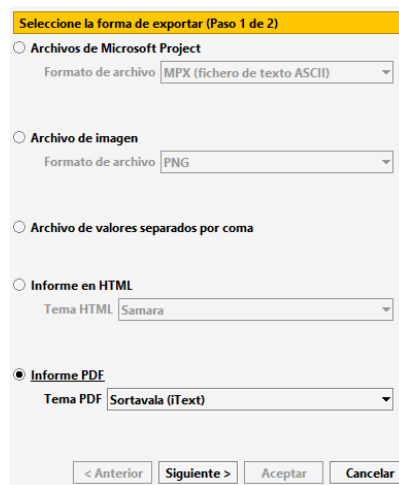 Seleccione la forma de exportar (Paso 1 de 2)
Archivos de Microsoft Project
Formato de archivo MPX (fichero de texto ASCII)
Archivo de imagen
Formato de archivo PNG
Archivo de valores separados por coma
Informe en HTML
Tema HTML Samara
Informe PDF
Tema PDF Sortavala (iText)
< Anterior Siguiente > Aceptar Cancelar